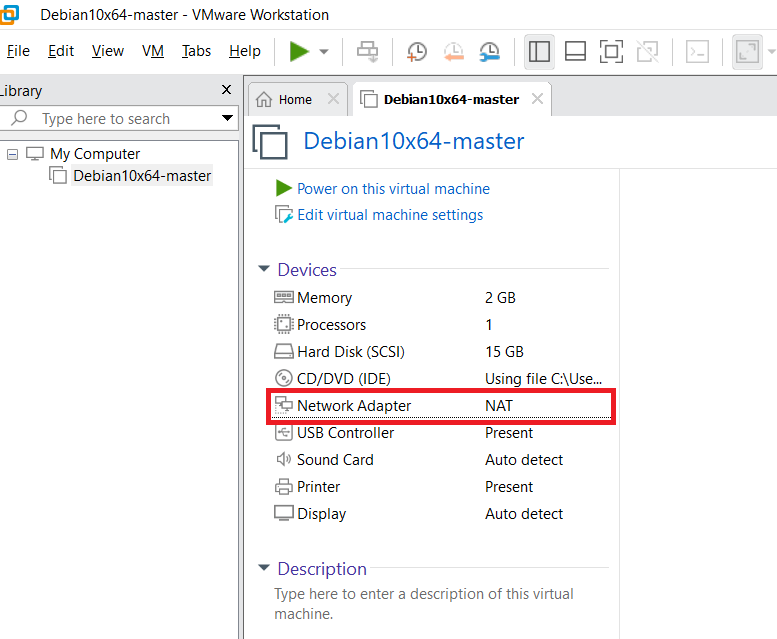 Debian10x64-master - VMware Workstation
File Edit View VM Tabs Help
Library
Type here to search
My Computer
Debian10x64-master
Home
Debian10x64-master
Debian10x64-master
Power on this virtual machine
Edit virtual machine settings
Devices
Memory 2 GB
Processors 1
Hard Disk (SCSI) 15 GB
CD/DVD (IDE) Using file C:\Use...
Network Adapter NAT
USB Controller Present
Sound Card Auto detect
Printer Present
Display Auto detect
Description
Type here to enter a description of this virtual
machine.